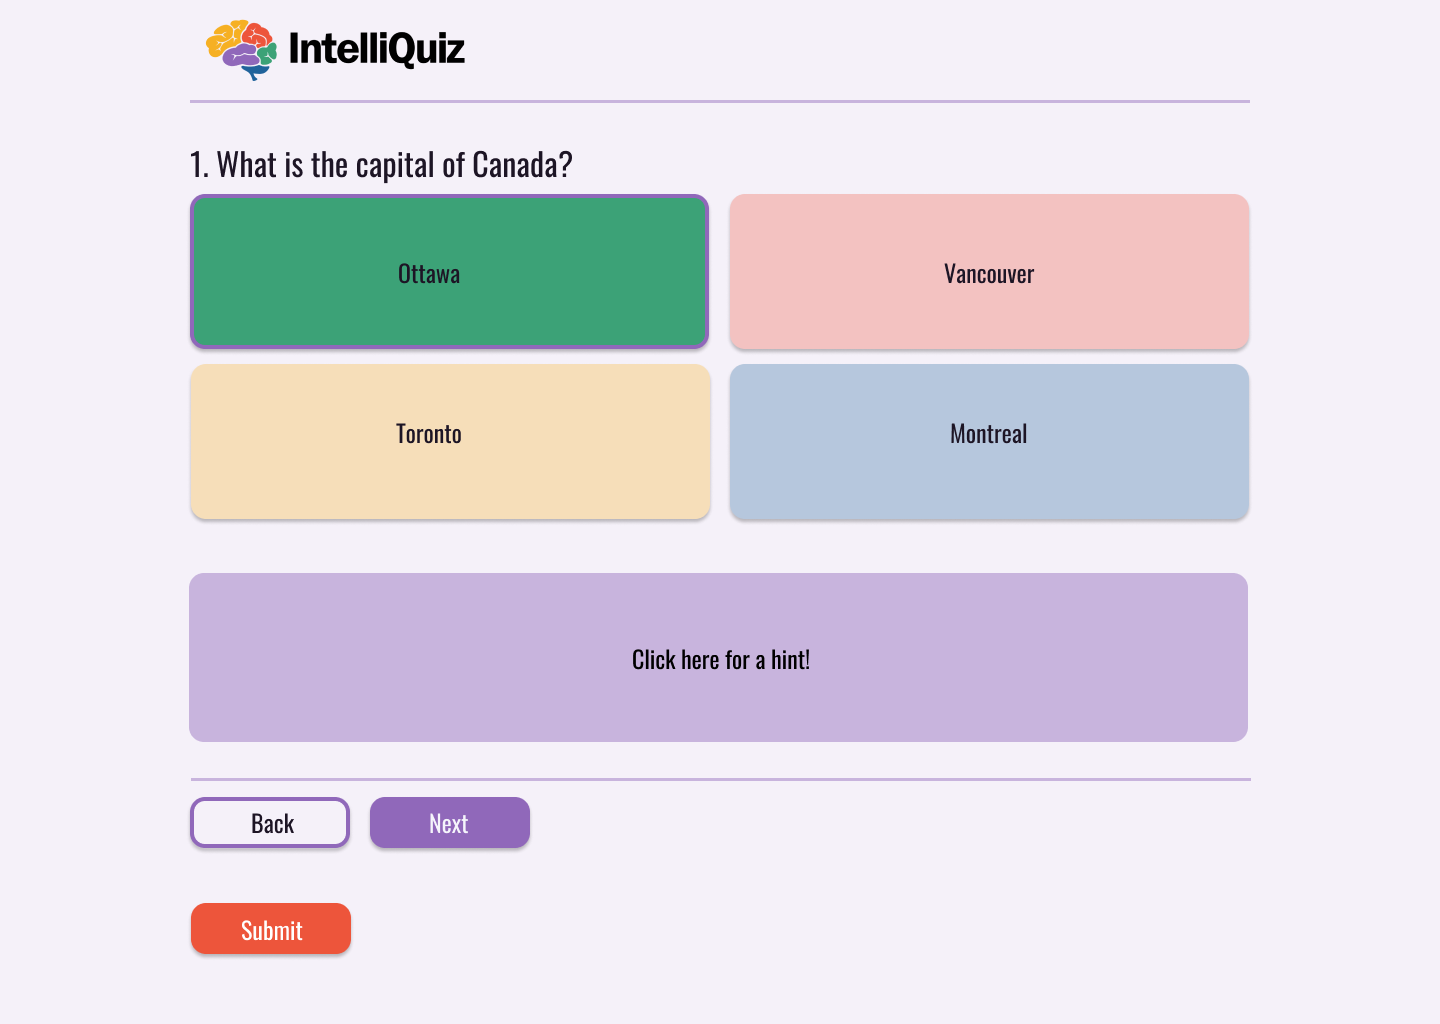 IntelliQuiz
1. What is the capital of Canada?
Ottawa
Vancouver
Toronto
Montreal
Click here for a hint!
Back
Next
Submit